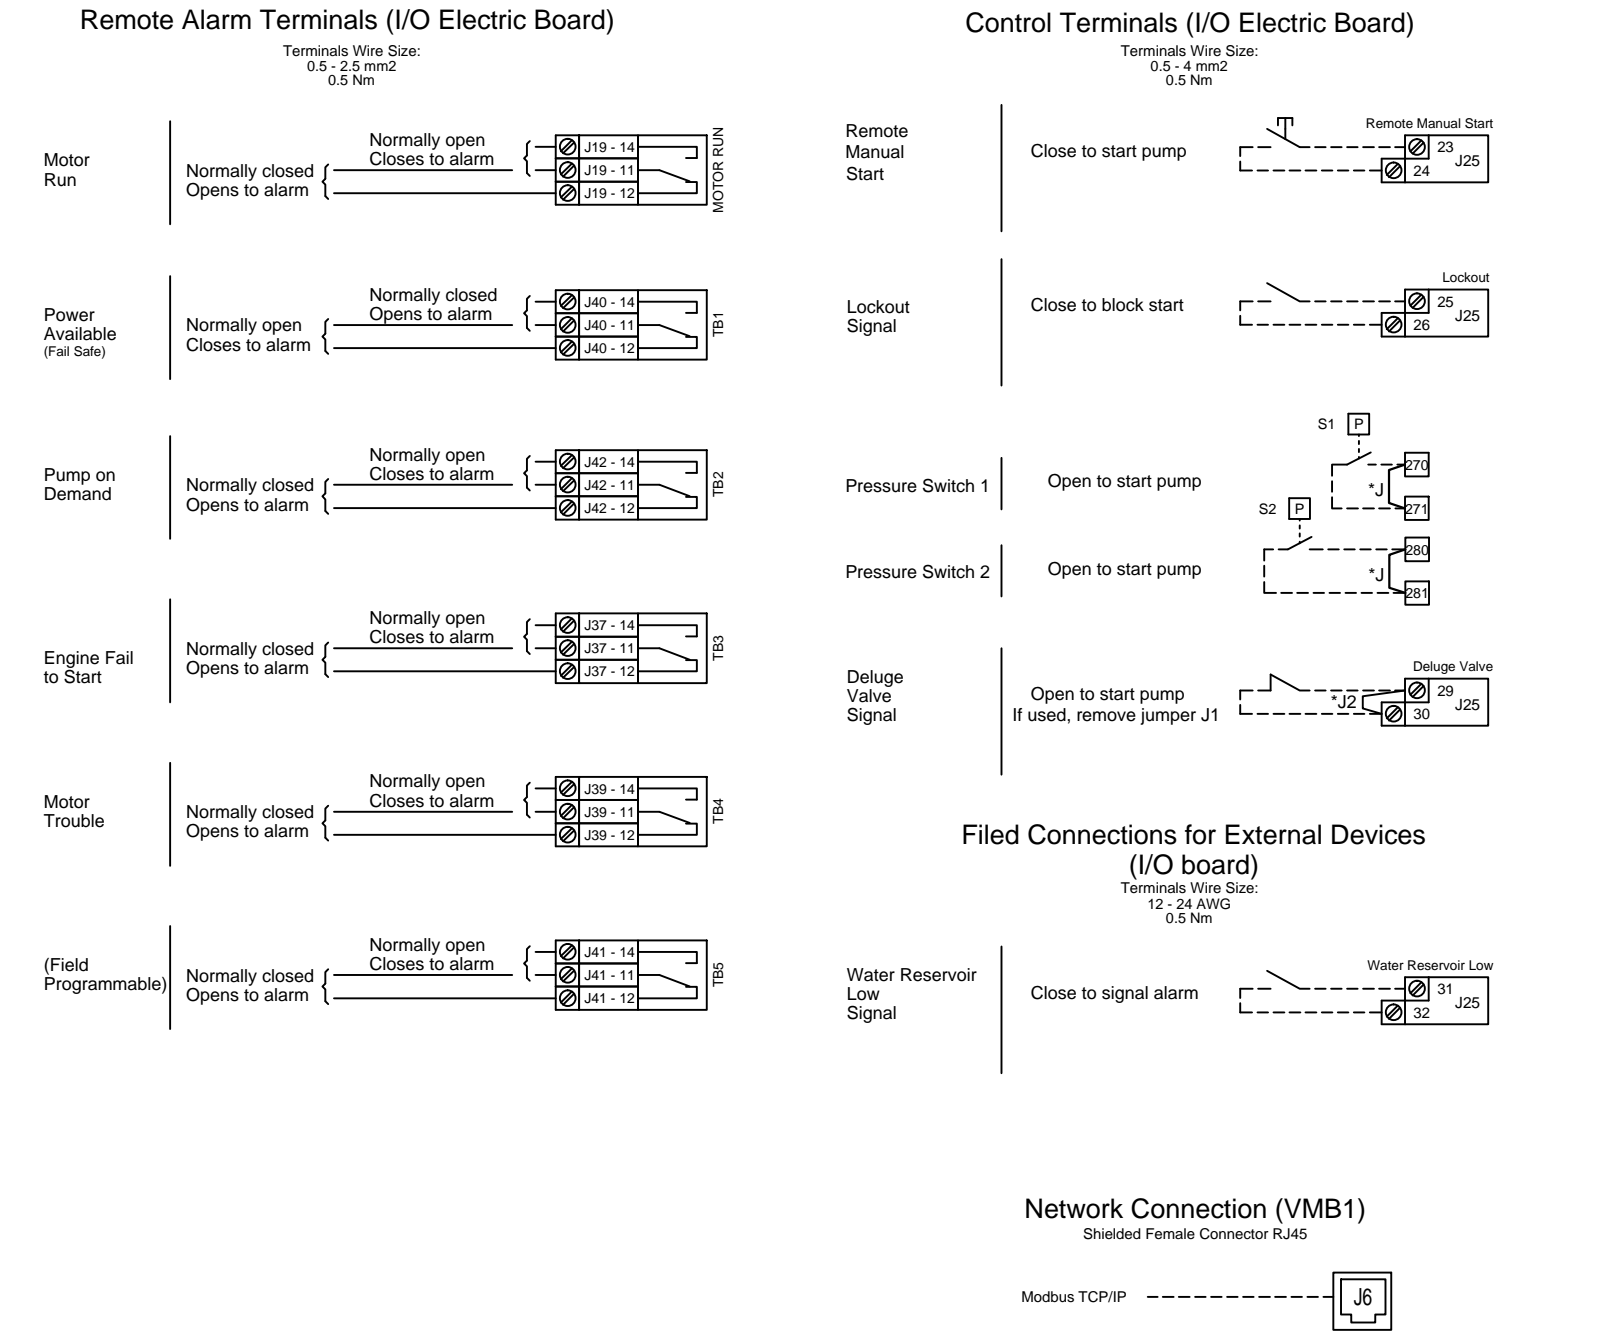 Remote Alarm Terminals (I/O Electric Board)
Terminals Wire Size:
0.5 - 2.5 mm2
0.5 Nm
Motor
Run
Normally open
Closes to alarm
Normally closed
Opens to alarm
J19 - 14
J19 - 11
J19 - 12
MOTOR RUN
Power
Available
(Fail Safe)
Normally closed
Opens to alarm
Normally open
Closes to alarm
J40 - 14
J40 - 11
J40 - 12
TB1
Pump on
Demand
Normally open
Closes to alarm
Normally closed
Opens to alarm
J42 - 14
J42 - 11
J42 - 12
TB2
Engine Fail
to Start
Normally open
Closes to alarm
Normally closed
Opens to alarm
J37 - 14
J37 - 11
J37 - 12
TB3
Motor
Trouble
Normally open
Closes to alarm
Normally closed
Opens to alarm
J39 - 14
J39 - 11
J39 - 12
TB4
(Field
Programmable)
Normally open
Closes to alarm
Normally closed
Opens to alarm
J41 - 14
J41 - 11
J41 - 12
TB5
Control Terminals (I/O Electric Board)
Terminals Wire Size:
0.5 - 4 mm2
0.5 Nm
Remote
Manual
Start
Close to start pump
Remote Manual Start
23
J25
24
Lockout
Signal
Close to block start
Lockout
25
J25
26
Pressure Switch 1
Open to start pump
S1 P
270
*J
271
Pressure Switch 2
Open to start pump
S2 P
280
*J
281
Deluge
Valve
Signal
Open to start pump
If used, remove jumper J1
Deluge Valve
*J2
29
J25
30
Filed Connections for External Devices
(I/O board)
Terminals Wire Size:
12 - 24 AWG
0.5 Nm
Water Reservoir
Low
Signal
Close to signal alarm
Water Reservoir Low
31
J25
32
Network Connection (VMB1)
Shielded Female Connector RJ45
Modbus TCP/IP
J6